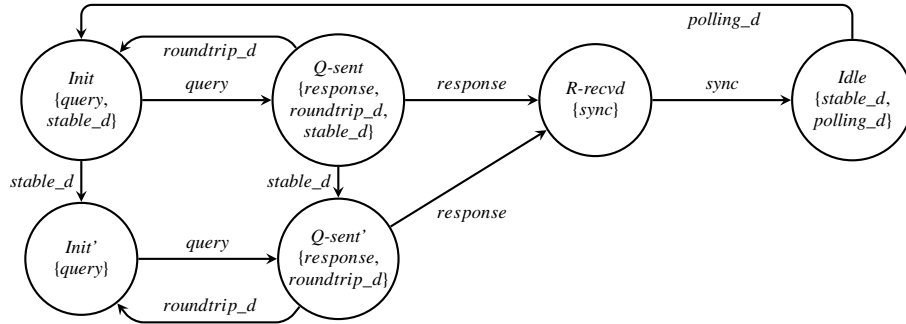 polling_d
roundtrip_d
Init
{query,
stable_d}
query
Q-sent
{response,
roundtrip_d,
stable_d}
response
R-recvd
{sync}
sync
Idle
{stable_d,
polling_d}
stable_d
stable_d
Init'
{query}
query
Q-sent'
{response,
roundtrip_d}
response
roundtrip_d